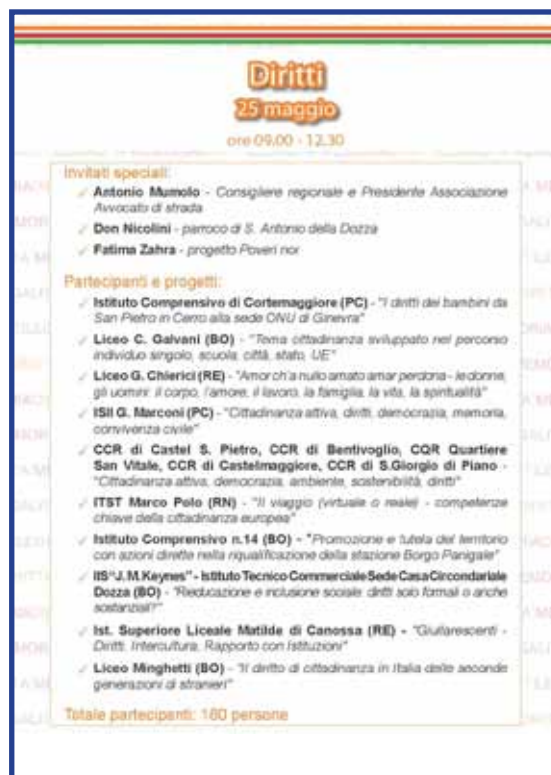 Diritti
25 maggio
ore 09.00 - 12.30
Invitati speciali:
✓ Antonio Mumolo - Consigliere regionale e Presidente Associazione
Avvocato di strada
✓ Don Nicolini - parroco di S. Antonio della Dozza
✓ Fatima Zahra - progetto Poveri noi
Partecipanti e progetti:
✓ Istituto Comprensivo di Cortemaggiore (PC) - "I diritti dei bambini da
San Pietro in Cerro alla sede ONU di Ginevra"
✓ Liceo C. Galvani (BO) - "Tema cittadinanza sviluppato nel percorso
individuo singolo, scuola, città, stato, UE"
✓ Liceo G. Chierici (RE) - "Amor ch'a nullo amato amar perdona - le donne,
gli uomini: il corpo, l'amore, il lavoro, la famiglia, la vita, la spiritualità"
✓ ISII G. Marconi (PC) - "Cittadinanza attiva, diritti, democrazia, memoria,
convivenza civile"
✓ CCR di Castel S. Pietro, CCR di Bentivoglio, CQR Quartiere
San Vitale, CCR di Castelmaggiore, CCR di S.Giorgio di Piano -
"Cittadinanza attiva, democrazia, ambiente, sostenibilità, diritti"
✓ ITST Marco Polo (RN) - "Il viaggio (virtuale o reale) - competenze
chiave della cittadinanza europea"
✓ Istituto Comprensivo n.14 (BO) - "Promozione e tutela del territorio
con azioni dirette nella riqualificazione della stazione Borgo Panigale"
✓ IIS "J. M. Keynes" - Istituto Tecnico Commerciale Sede Casa Circondariale
Dozza (BO) - "Rieducazione e inclusione sociale: diritti solo formali o anche
sostanziali?"
✓ Ist. Superiore Liceale Matilde di Canossa (RE) - "Giullarescenti -
Diritti, Intercultura, Rapporto con Istituzioni"
✓ Liceo Minghetti (BO) - "Il diritto di cittadinanza in Italia delle seconde
generazioni di stranieri"
Totale partecipanti: 160 persone